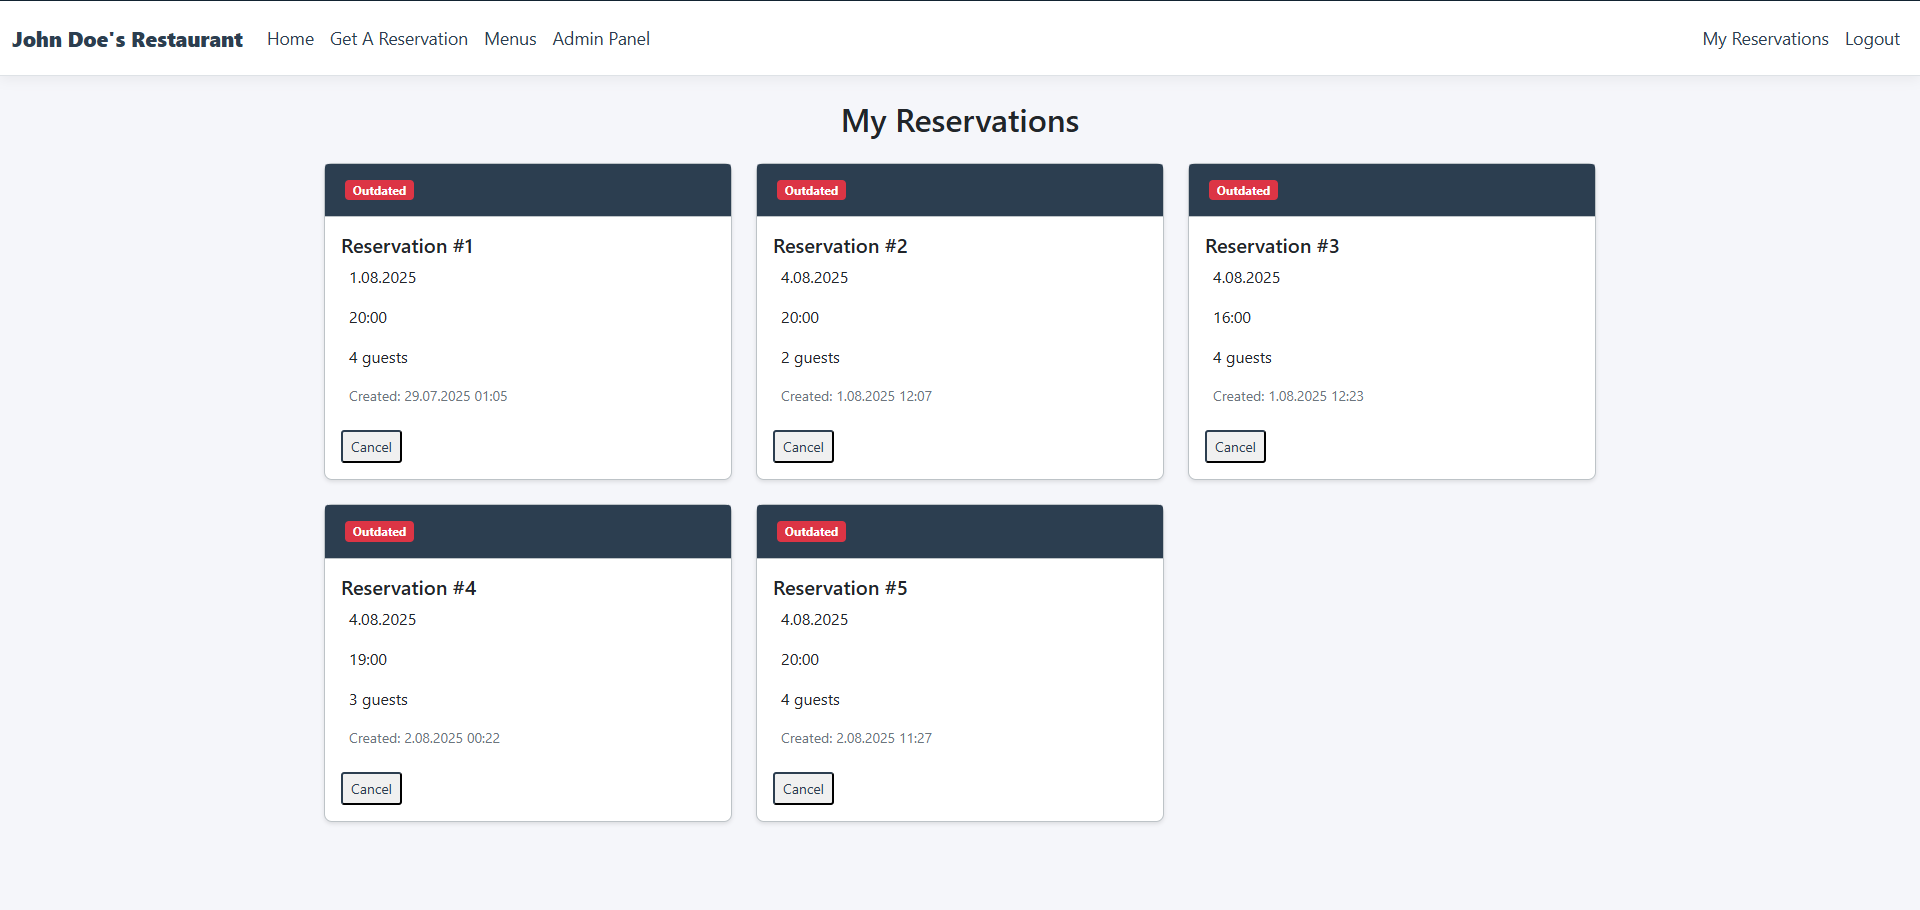 John Doe's Restaurant Home Get A Reservation Menus Admin Panel My Reservations Logout
My Reservations
Outdated
Reservation #1
1.08.2025
20:00
4 guests
Created: 29.07.2025 01:05
Cancel
Outdated
Reservation #2
4.08.2025
20:00
2 guests
Created: 1.08.2025 12:07
Cancel
Outdated
Reservation #3
4.08.2025
16:00
4 guests
Created: 1.08.2025 12:23
Cancel
Outdated
Reservation #4
4.08.2025
19:00
3 guests
Created: 2.08.2025 00:22
Cancel
Outdated
Reservation #5
4.08.2025
20:00
4 guests
Created: 2.08.2025 11:27
Cancel